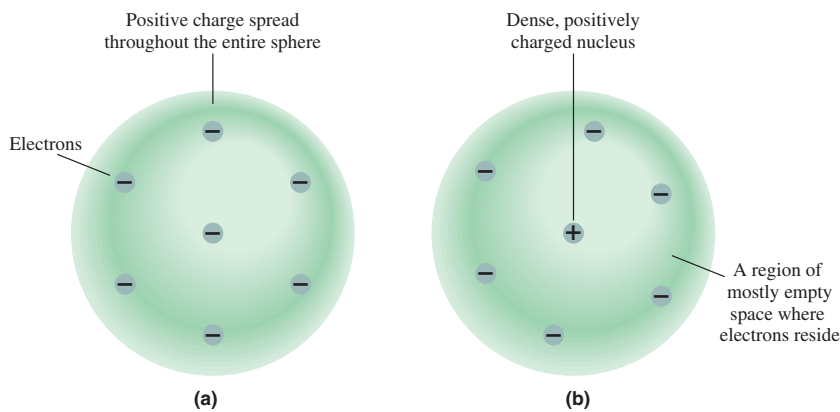 Positive charge spread
throughout the entire sphere
Electrons
−
−
−
−
−
−
−
(a)
Dense, positively
charged nucleus
−
−
−
+
−
−
−
A region of
mostly empty
space where
electrons reside
(b)